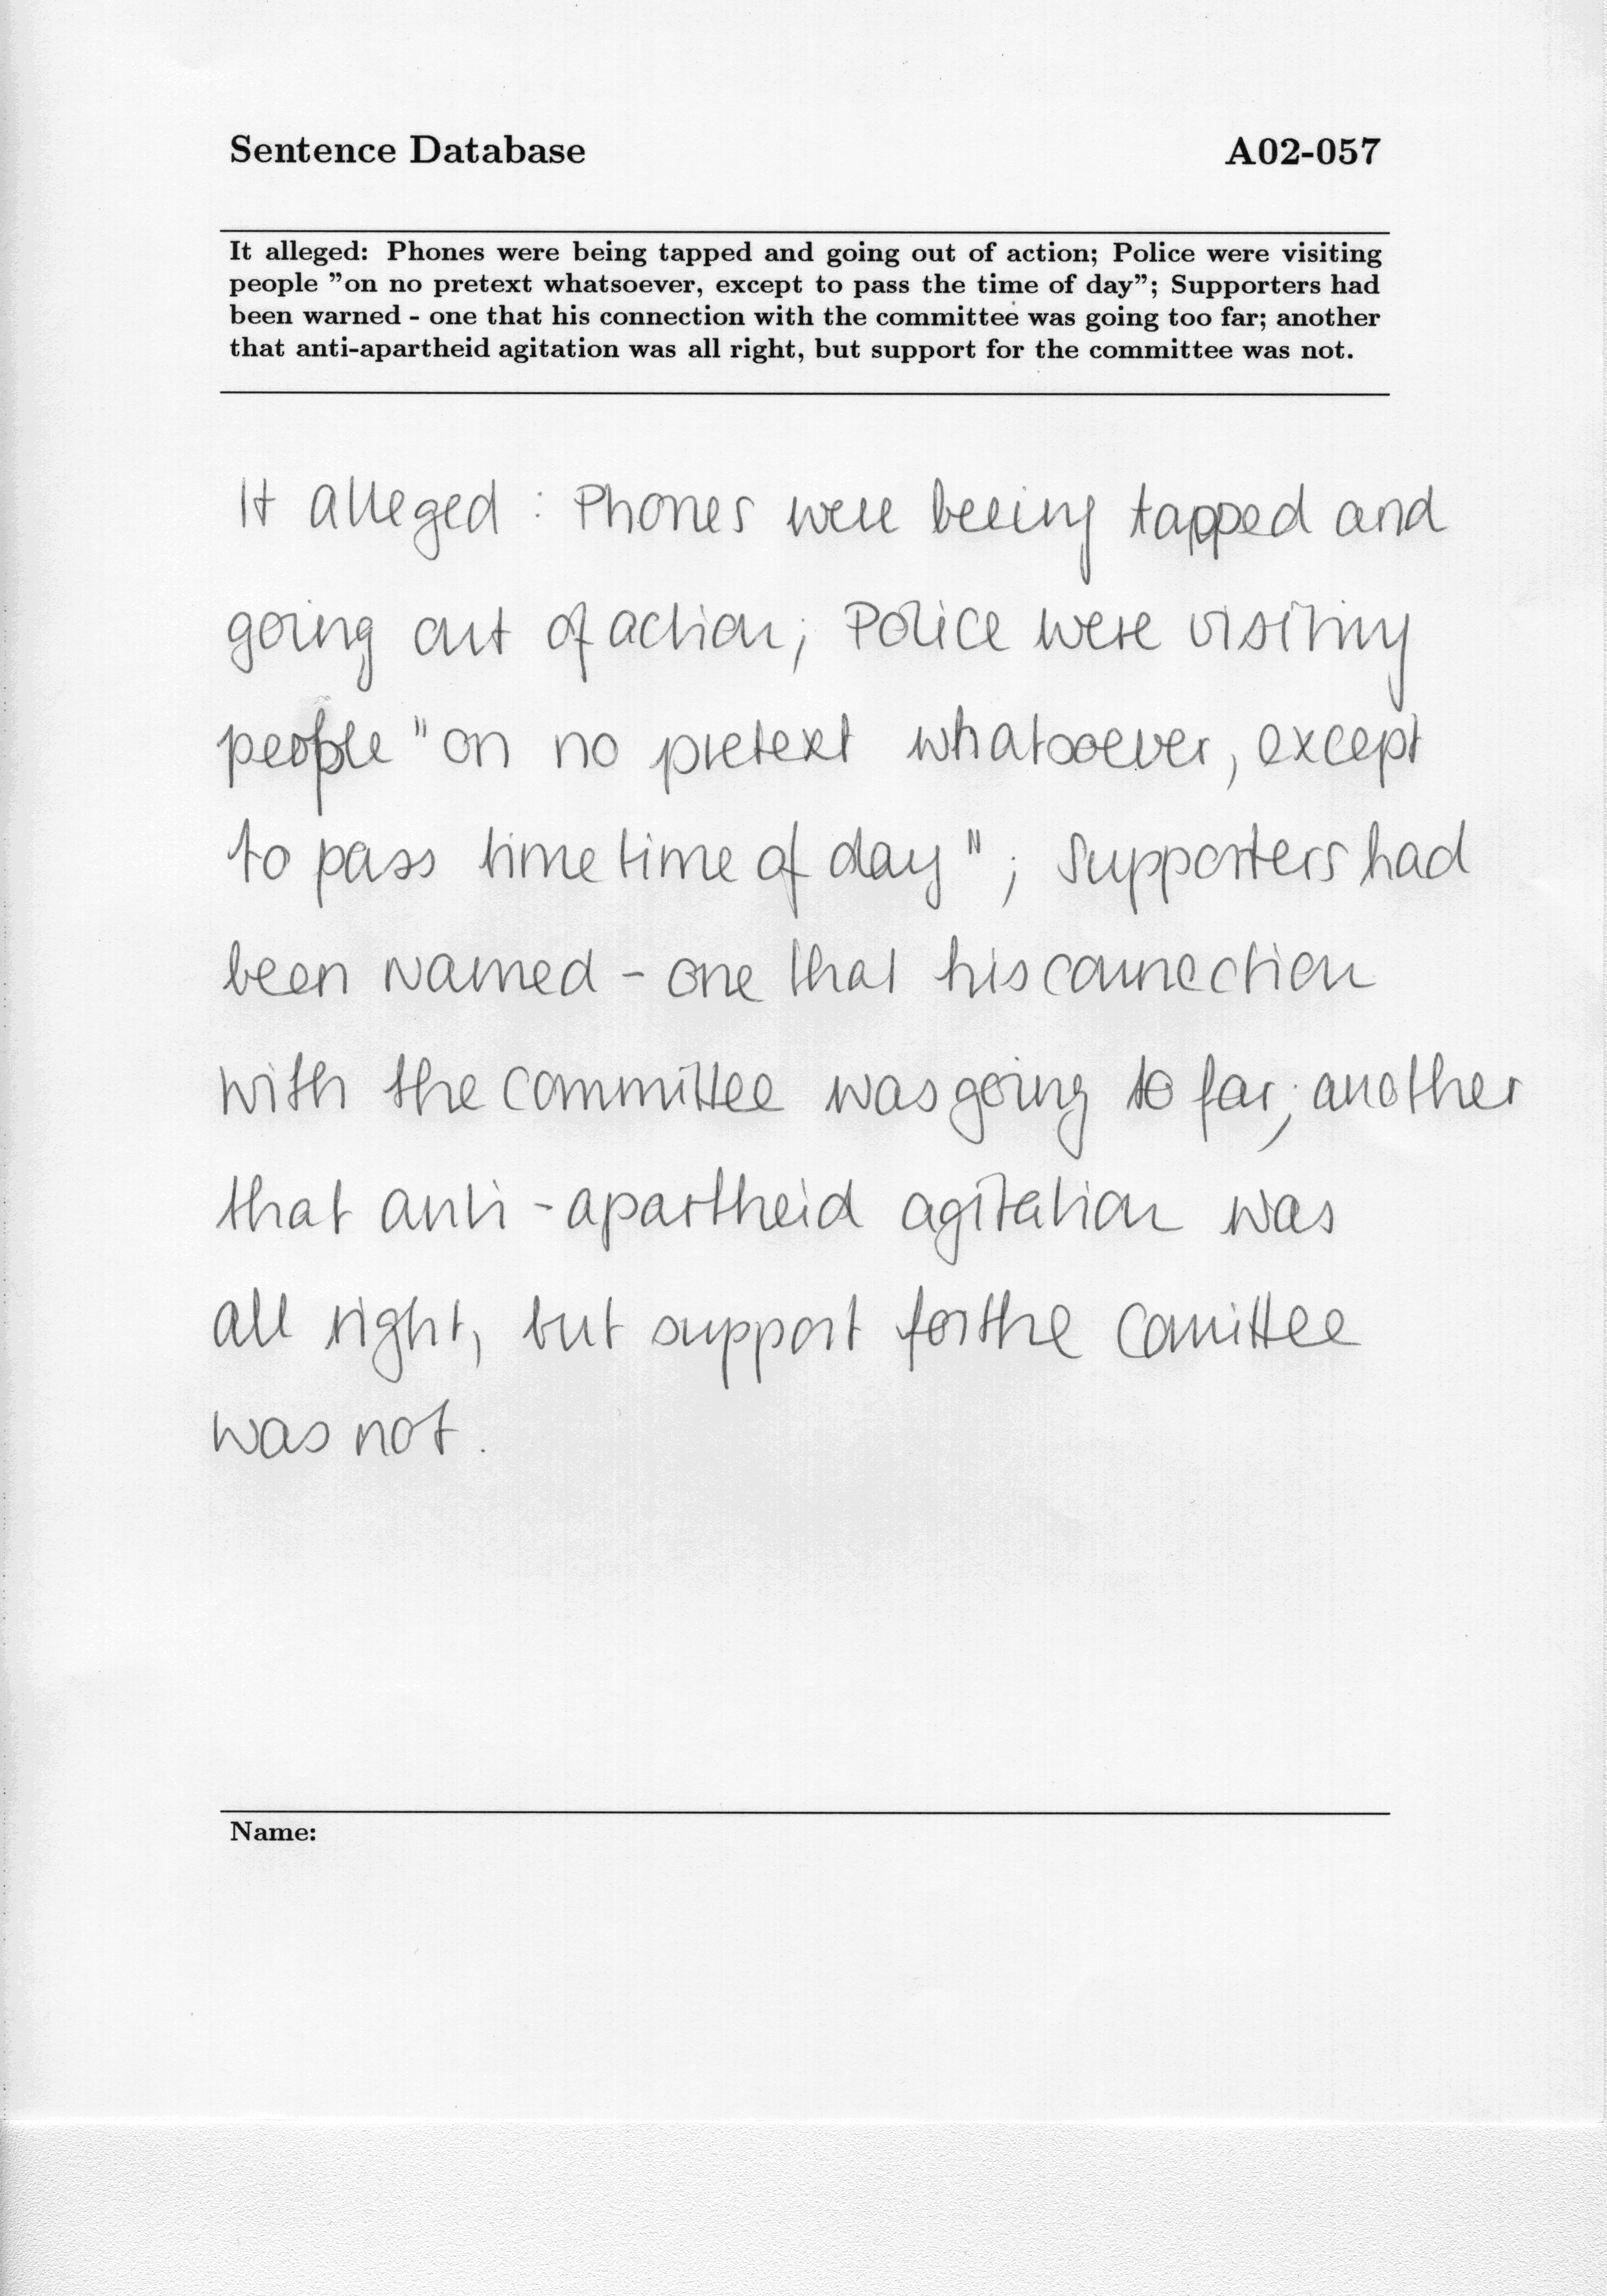 Sentence Database A02-057
It alleged: Phones were being tapped and going out of action; Police were visiting
people "on no pretext whatsoever, except to pass the time of day"; Supporters had
been warned - one that his connection with the committee was going too far; another
that anti-apartheid agitation was all right, but support for the committee was not.
It alleged : Phones were beeing tapped and
going out of action; Police were visiting
people "on no pretext whatsoever, except
to pass time time of day"; Supporters had
been warned - one that his connection
with the committee was going to far; another
that anti-apartheid agitation was
all right, but support for the comittee
was not.
Name: